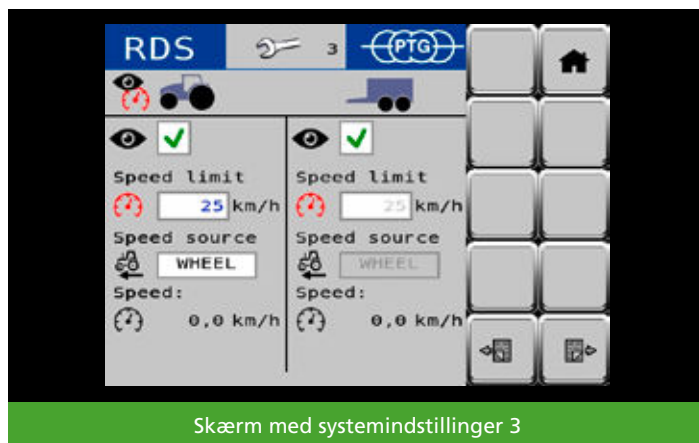 RDS 3 PTG
Speed limit
25 km/h
Speed source
WHEEL
Speed:
0,0 km/h
Speed limit
25 km/h
Speed source
WHEEL
Speed:
0,0 km/h
Skærm med systemindstillinger 3